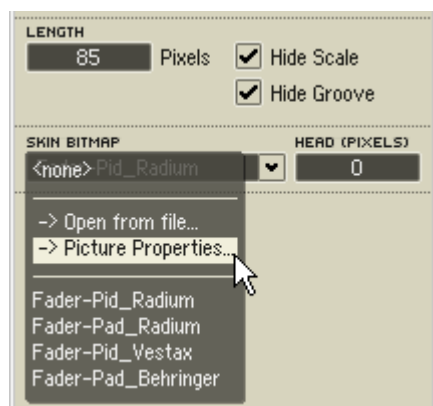 LENGTH
85 Pixels Hide Scale
Hide Groove
SKIN BITMAP HEAD (PIXELS)
<none> Fader-Pid_Radium 0
-> Open from file...
-> Picture Properties...
Fader-Pid_Radium
Fader-Pad_Radium
Fader-Pid_Vestax
Fader-Pad_Behringer